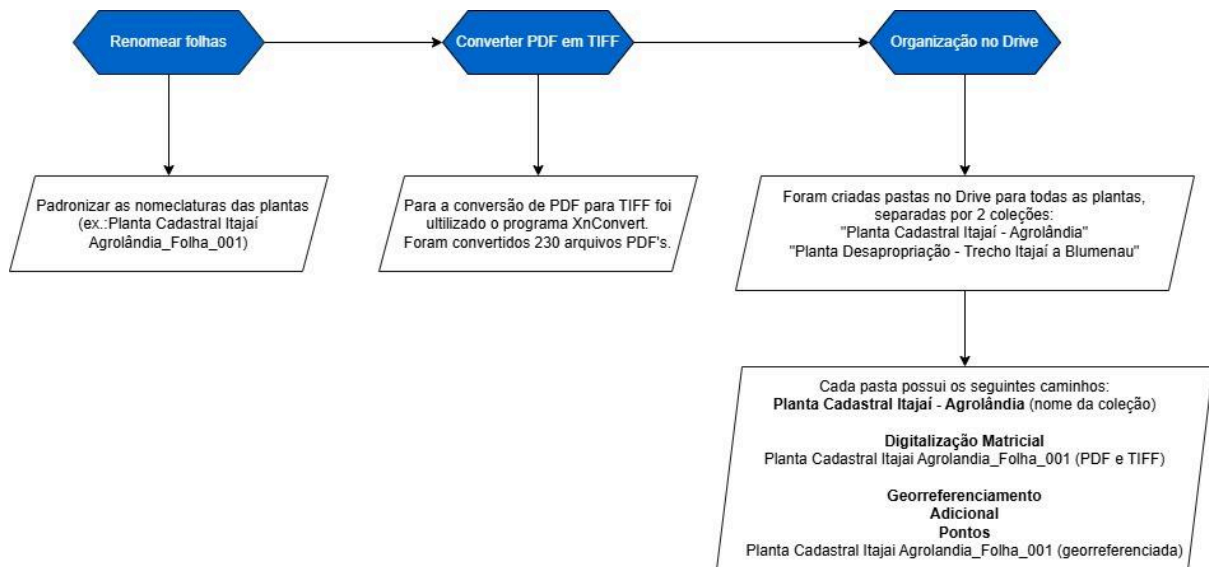 Renomear folhas
Converter PDF em TIFF
Organização no Drive
Padronizar as nomeclaturas das plantas
(ex.:Planta Cadastral Itajaí
Agrolândia_Folha_001)
Para a conversão de PDF para TIFF foi
ultilizado o programa XnConvert.
Foram convertidos 230 arquivos PDF's.
Foram criadas pastas no Drive para todas as plantas,
separadas por 2 coleções:
"Planta Cadastral Itajaí - Agrolândia"
"Planta Desapropriação - Trecho Itajaí a Blumenau"
Cada pasta possui os seguintes caminhos:
Planta Cadastral Itajaí - Agrolândia (nome da coleção)
Digitalização Matricial
Planta Cadastral Itajai Agrolandia_Folha_001 (PDF e TIFF)
Georreferenciamento
Adicional
Pontos
Planta Cadastral Itajai Agrolandia_Folha_001 (georreferenciada)